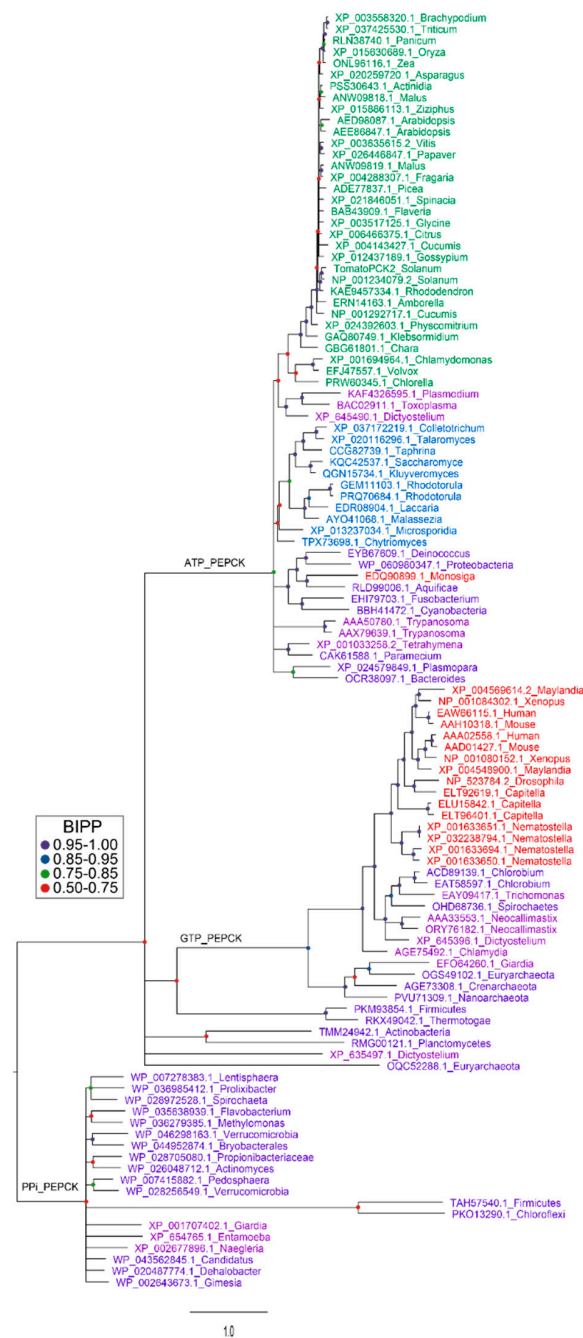 XP_003558320.1_Brachypodium
XP_037425530.1_Triticum
RLN38740.1_Panicum
XP_015630689.1_Oryza
ONL96116.1_Zea
XP_020259720.1_Asparagus
PSS30643.1_Actinidia
ANW09818.1_Malus
XP_015886113.1_Ziziphus
AED98087.1_Arabidopsis
AEE86847.1_Arabidopsis
XP_003635615.2_Vitis
XP_026446847.1_Papaver
ANW09819.1_Malus
XP_004288307.1_Fragaria
ADE77837.1_Picea
XP_021846051.1_Spinacia
BAB43909.1_Flaveria
XP_003517125.1_Glycine
XP_006466375.1_Citrus
XP_004143427.1_Cucumis
XP_012437189.1_Gossypium
TomatoPCK2_Solanum
NP_001234079.2_Solanum
KAE9457334.1_Rhododendron
ERN14163.1_Amborella
NP_001292717.1_Cucumis
XP_024392603.1_Physcomitrium
GAQ80749.1_Klebsormidium
GBG61801.1_Chara
XP_001694964.1_Chlamydomonas
EFJ47557.1_Volvox
PRW60345.1_Chlorella
KAF4326595.1_Plasmodium
BAC02911.1_Toxoplasma
XP_645490.1_Dictyostelium
XP_037172219.1_Colletotrichum
XP_020116296.1_Talaromyces
CCG82739.1_Taphrina
KQC42537.1_Saccharomyce
QGN15734.1_Kluyveromyces
GEM11103.1_Rhodotorula
PRQ70684.1_Rhodotorula
EDR08904.1_Laccaria
AYO41068.1_Malassezia
XP_013237034.1_Microsporidia
TPX73698.1_Chytriomyces
ATP_PEPCK
EYB67609.1_Deinococcus
WP_060980347.1_Proteobacteria
EDQ90899.1_Monosiga
RLD99006.1_Aquificae
EHI79703.1_Fusobacterium
BBH41472.1_Cyanobacteria
AAA50780.1_Trypanosoma
AAX79639.1_Trypanosoma
XP_001033258.2_Tetrahymena
CAK61588.1_Paramecium
XP_024579849.1_Plasmopara
OCR38097.1_Bacteroides
XP_004569614.2_Maylandia
NP_001084302.1_Xenopus
EAW66115.1_Human
AAH10318.1_Mouse
AAA02558.1_Human
AAD01427.1_Mouse
NP_001080152.1_Xenopus
XP_004548900.1_Maylandia
NP_523784.2_Drosophila
ELT92619.1_Capitella
ELU15842.1_Capitella
ELT96401.1_Capitella
XP_001633651.1_Nematostella
XP_032238794.1_Nematostella
XP_001633694.1_Nematostella
XP_001633650.1_Nematostella
BIPP
0.95-1.00
0.85-0.95
0.75-0.85
0.50-0.75
ACD89139.1_Chlorobium
EAT58597.1_Chlorobium
EAY09417.1_Trichomonas
OHD68736.1_Spirochaetes
AAA33553.1_Neocallimastix
ORY76182.1_Neocallimastix
GTP_PEPCK
XP_645396.1_Dictyostelium
AGE75492.1_Chlamydia
EFO64260.1_Giardia
OGS49102.1_Euryarchaeota
AGE73308.1_Crenarchaeota
PVU71309.1_Nanoarchaeota
PKM93854.1_Firmicutes
RKX49042.1_Thermotogae
TMM24942.1_Actinobacteria
RMG00121.1_Planctomycetes
XP_635497.1_Dictyostelium
OQC52288.1_Euryarchaeota
WP_007278383.1_Lentisphaera
WP_036985412.1_Prolixibacter
WP_028972528.1_Spirochaeta
WP_035638939.1_Flavobacterium
WP_036279385.1_Methylomonas
WP_046298163.1_Verrucomicrobia
WP_044952874.1_Bryobacterales
WP_028705080.1_Propionibacteriaceae
WP_026048712.1_Actinomyces
WP_007415882.1_Pedosphaera
PPi_PEPCK
WP_028256549.1_Verrucomicrobia
TAH57540.1_Firmicutes
PKO13290.1_Chloroflexi
XP_001707402.1_Giardia
XP_654765.1_Entamoeba
XP_002677896.1_Naegleria
WP_043562845.1_Candidatus
WP_020487774.1_Dehalobacter
WP_002643673.1_Gimesia
1.0